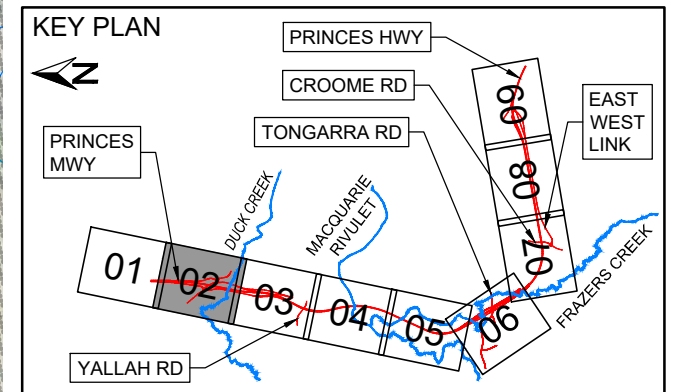 KEY PLAN
N
PRINCES HWY
CROOME RD
TONGARRA RD
EAST
WEST
LINK
PRINCES
MWY
DUCK CREEK
MACQUARIE
RIVULET
01
02
03
04
05
06
07
08
09
FRAZERS CREEK
YALLAH RD